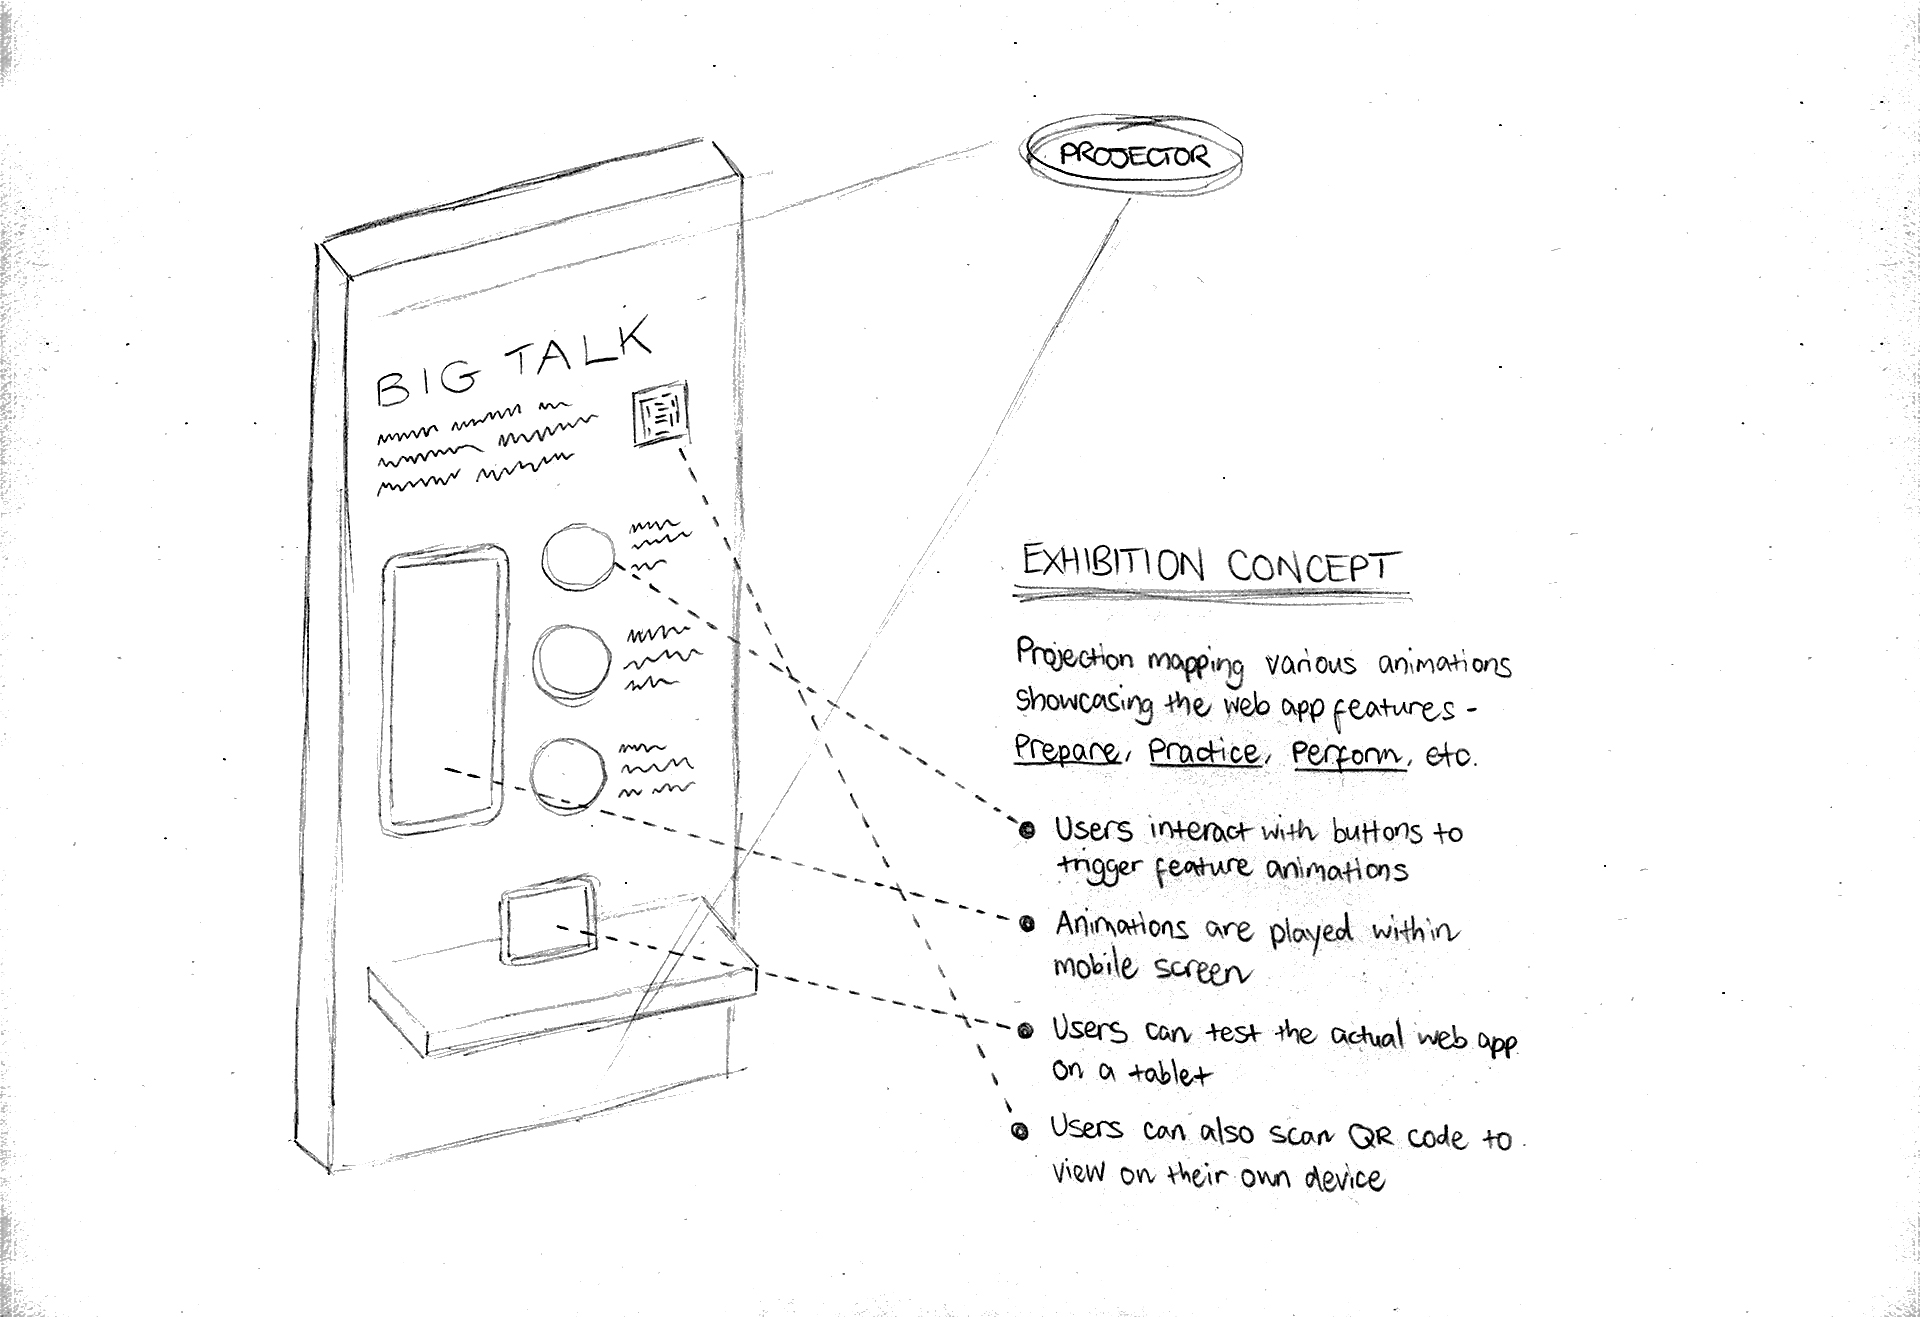 PROJECTOR
BIG TALK
EXHIBITION CONCEPT
Projection mapping various animations
showcasing the web app features -
Prepare, Practice, Perform, etc.
Users interact with buttons to
trigger feature animations
Animations are played within
mobile screen
Users can test the actual web app
on a tablet
Users can also scan QR code to
view on their own device